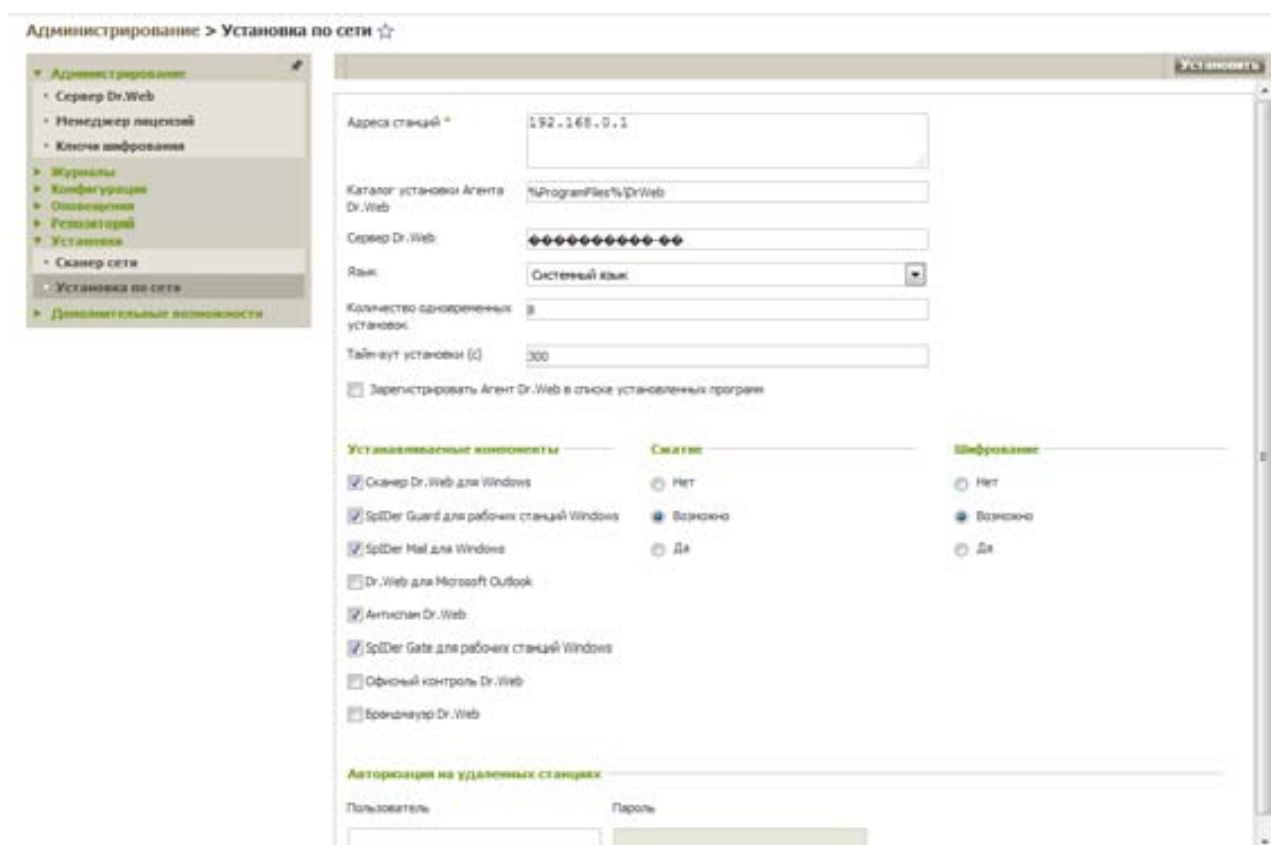 Администрирование > Установка по сети
Установить
Администрирование
Сервер Dr.Web
Менеджер лицензий
Ключи шифрования
Журналы
Конфигурация
Оповещения
Репозиторий
Установка
Сканер сети
Установка по сети
Дополнительные возможности
Адреса станций *
192.168.0.1
Каталог установки Агента
Dr.Web
%ProgramFiles%\DrWeb
Сервер Dr.Web
����������-��
Язык
Системный язык
Количество одновременных
установок
8
Тайм-аут установки (с)
300
Зарегистрировать Агент Dr.Web в списке установленных программ
Устанавливаемые компоненты
Сканер Dr.Web для Windows
SpIDer Guard для рабочих станций Windows
SpIDer Mail для Windows
Dr.Web для Microsoft Outlook
Антиспам Dr.Web
SpIDer Gate для рабочих станций Windows
Офисный контроль Dr.Web
Брандмауэр Dr.Web
Сжатие
Нет
Возможно
Да
Шифрование
Нет
Возможно
Да
Авторизация на удаленных станциях
Пользователь
Пароль